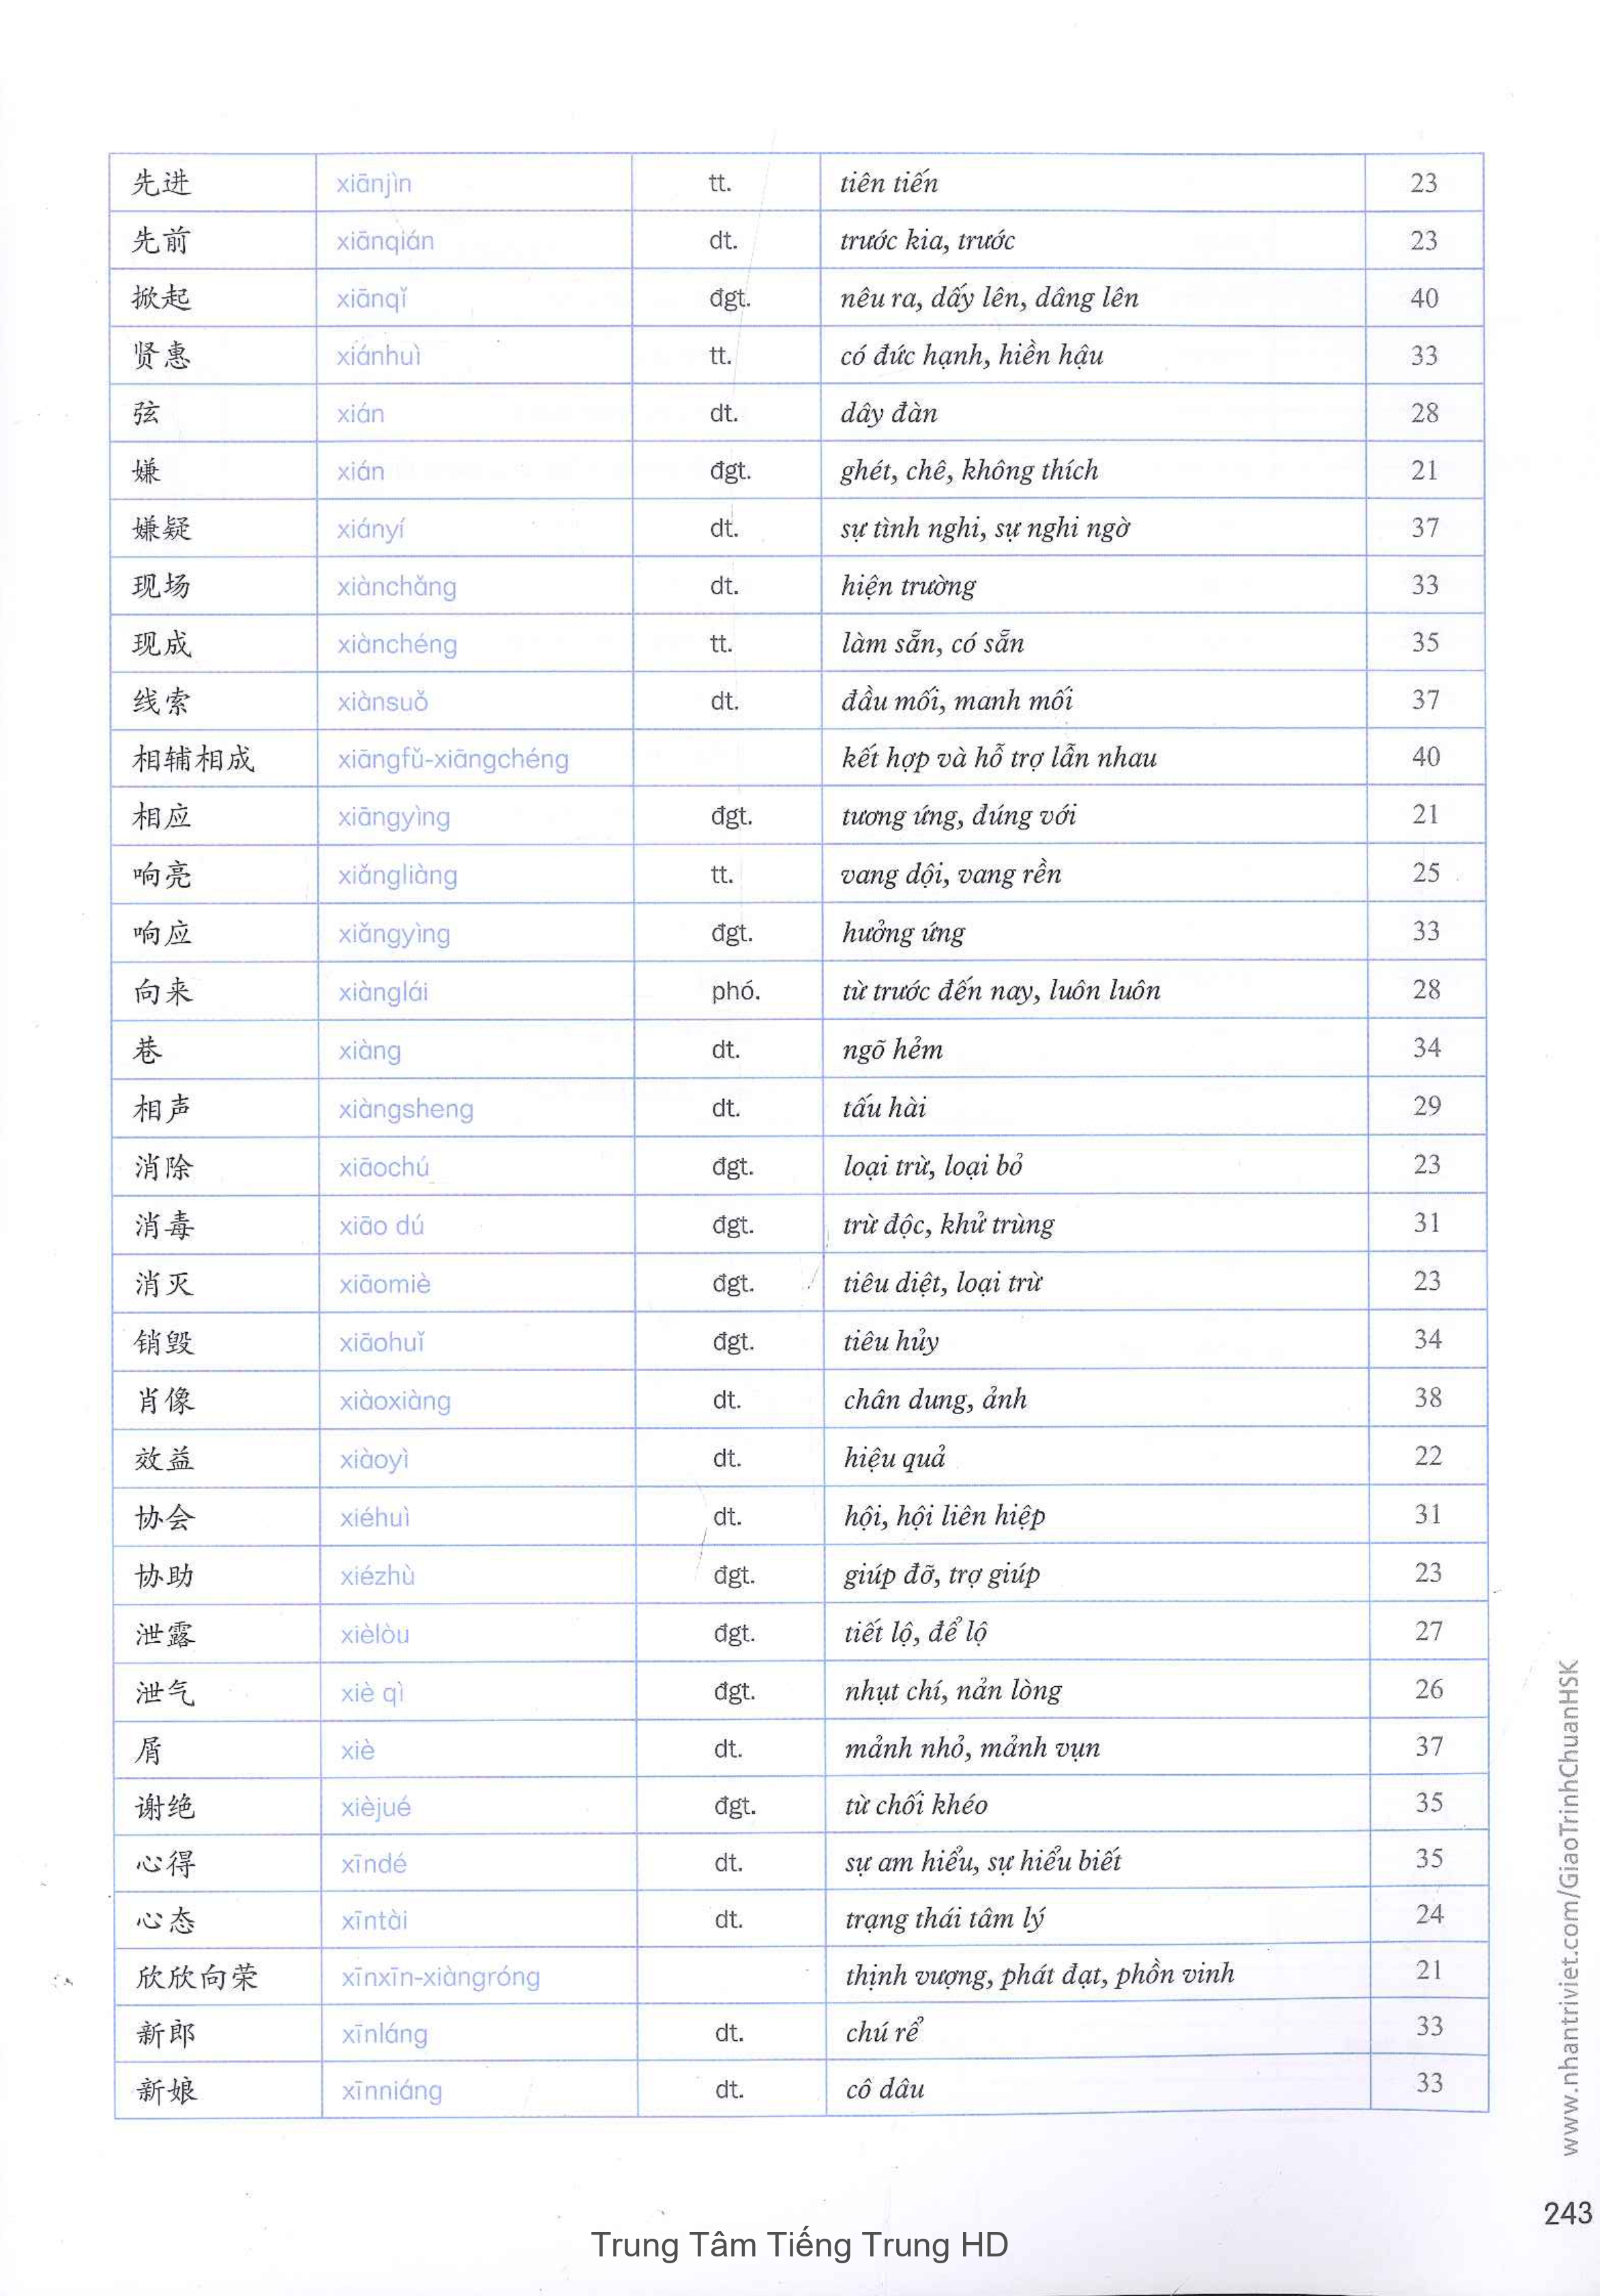 先进 xiānjìn tt. tiên tiến 23
先前 xiānqián dt. trước kia, trước 23
掀起 xiānqǐ đgt. nêu ra, dấy lên, dâng lên 40
贤惠 xiánhuì tt. có đức hạnh, hiền hậu 33
弦 xián dt. dây đàn 28
嫌 xián đgt. ghét, chê, không thích 21
嫌疑 xiányí dt. sự tình nghi, sự nghi ngờ 37
现场 xiànchǎng dt. hiện trường 33
现成 xiànchéng tt. làm sẵn, có sẵn 35
线索 xiànsuǒ dt. đầu mối, manh mối 37
相辅相成 xiāngfǔ-xiāngchéng kết hợp và hỗ trợ lẫn nhau 40
相应 xiāngyìng đgt. tương ứng, đúng với 21
响亮 xiǎngliàng tt. vang dội, vang rền 25
响应 xiǎngyìng đgt. hưởng ứng 33
向来 xiànglái phó. từ trước đến nay, luôn luôn 28
巷 xiàng dt. ngõ hẻm 34
相声 xiàngsheng dt. tấu hài 29
消除 xiāochú đgt. loại trừ, loại bỏ 23
消毒 xiāo dú đgt. trừ độc, khử trùng 31
消灭 xiāomiè đgt. tiêu diệt, loại trừ 23
销毁 xiāohuǐ đgt. tiêu hủy 34
肖像 xiàoxiàng dt. chân dung, ảnh 38
效益 xiàoyì dt. hiệu quả 22
协会 xiéhuì dt. hội, hội liên hiệp 31
协助 xiézhù đgt. giúp đỡ, trợ giúp 23
泄露 xièlòu đgt. tiết lộ, để lộ 27
泄气 xiè qì đgt. nhụt chí, nản lòng 26
屑 xiè dt. mảnh nhỏ, mảnh vụn 37
谢绝 xièjué đgt. từ chối khéo 35
心得 xīndé dt. sự am hiểu, sự hiểu biết 35
心态 xīntài dt. trạng thái tâm lý 24
欣欣向荣 xīnxīn-xiàngróng thịnh vượng, phát đạt, phồn vinh 21
新郎 xīnláng dt. chú rể 33
新娘 xīnniáng dt. cô dâu 33
www.nhantriviet.com/GiaoTrinhChuanHSK
243
Trung Tâm Tiếng Trung HD